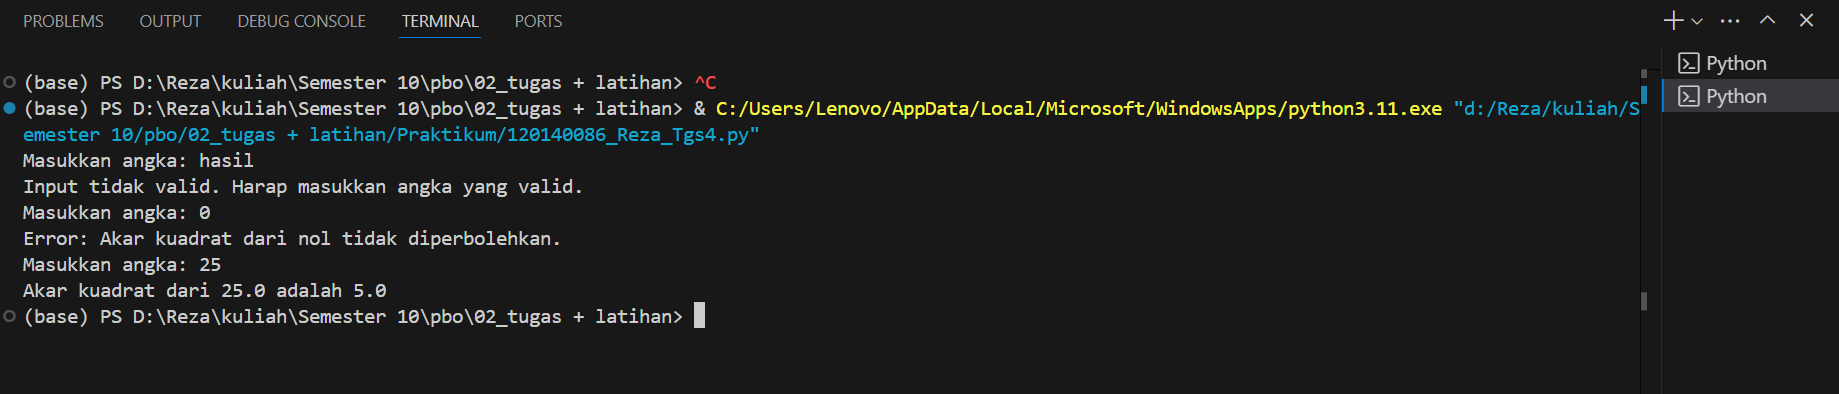 PROBLEMS OUTPUT DEBUG CONSOLE TERMINAL PORTS
(base) PS D:\Reza\kuliah\Semester 10\pbo\02_tugas + latihan> ^C
(base) PS D:\Reza\kuliah\Semester 10\pbo\02_tugas + latihan> & C:/Users/Lenovo/AppData/Local/Microsoft/WindowsApps/python3.11.exe "d:/Reza/kuliah/S
emester 10/pbo/02_tugas + latihan/Praktikum/120140086_Reza_Tgs4.py"
Masukkan angka: hasil
Input tidak valid. Harap masukkan angka yang valid.
Masukkan angka: 0
Error: Akar kuadrat dari nol tidak diperbolehkan.
Masukkan angka: 25
Akar kuadrat dari 25.0 adalah 5.0
(base) PS D:\Reza\kuliah\Semester 10\pbo\02_tugas + latihan>
Python
Python